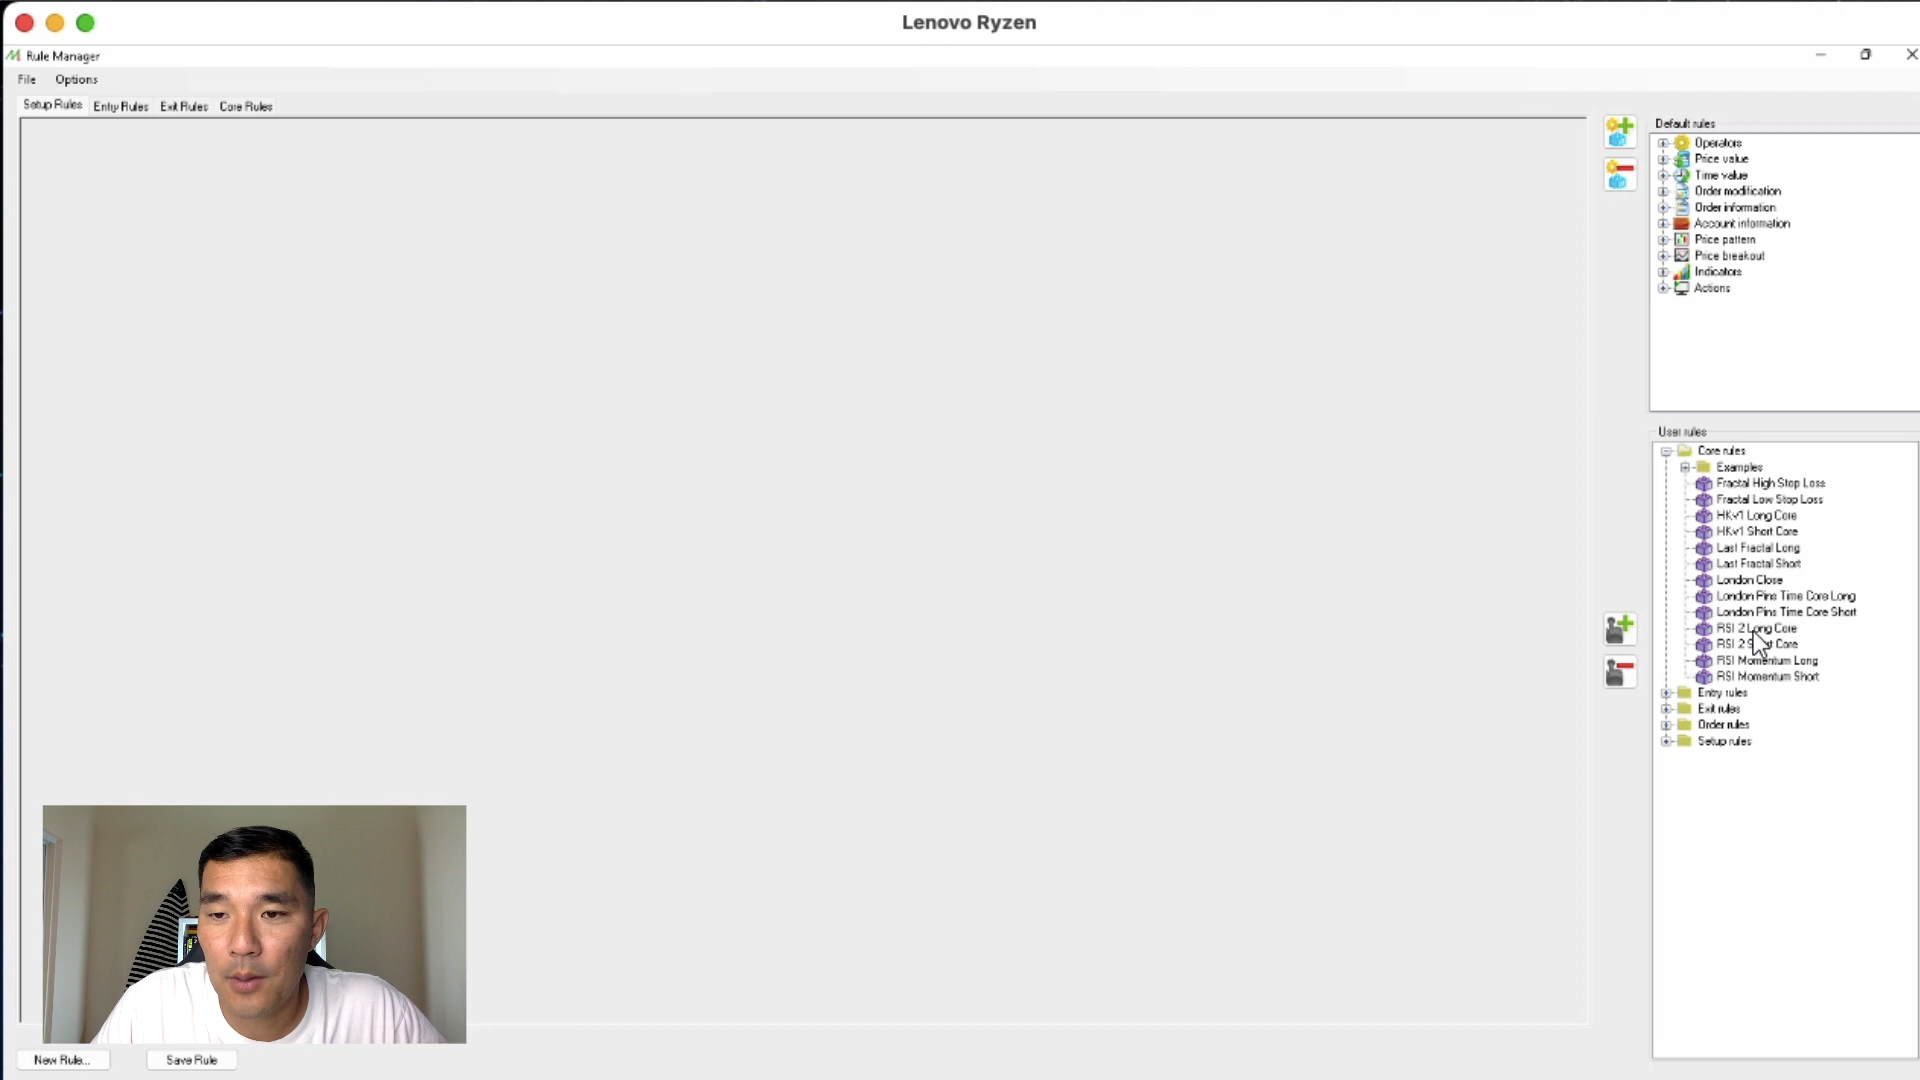 Lenovo Ryzen
Rule Manager
File Options
Setup Rules Entry Rules Exit Rules Core Rules
Default rules
Operators
Price value
Time value
Order modification
Order information
Account information
Price pattern
Price breakout
Indicators
Actions
User rules
Core rules
Examples
Fractal High Stop Loss
Fractal Low Stop Loss
HKv1 Long Core
HKv1 Short Core
Last Fractal Long
Last Fractal Short
London Close
London Pins Time Core Long
London Pins Time Core Short
RSI 2 Long Core
RSI 2 Short Core
RSI Momentum Long
RSI Momentum Short
Entry rules
Exit rules
Order rules
Setup rules
New Rule... Save Rule